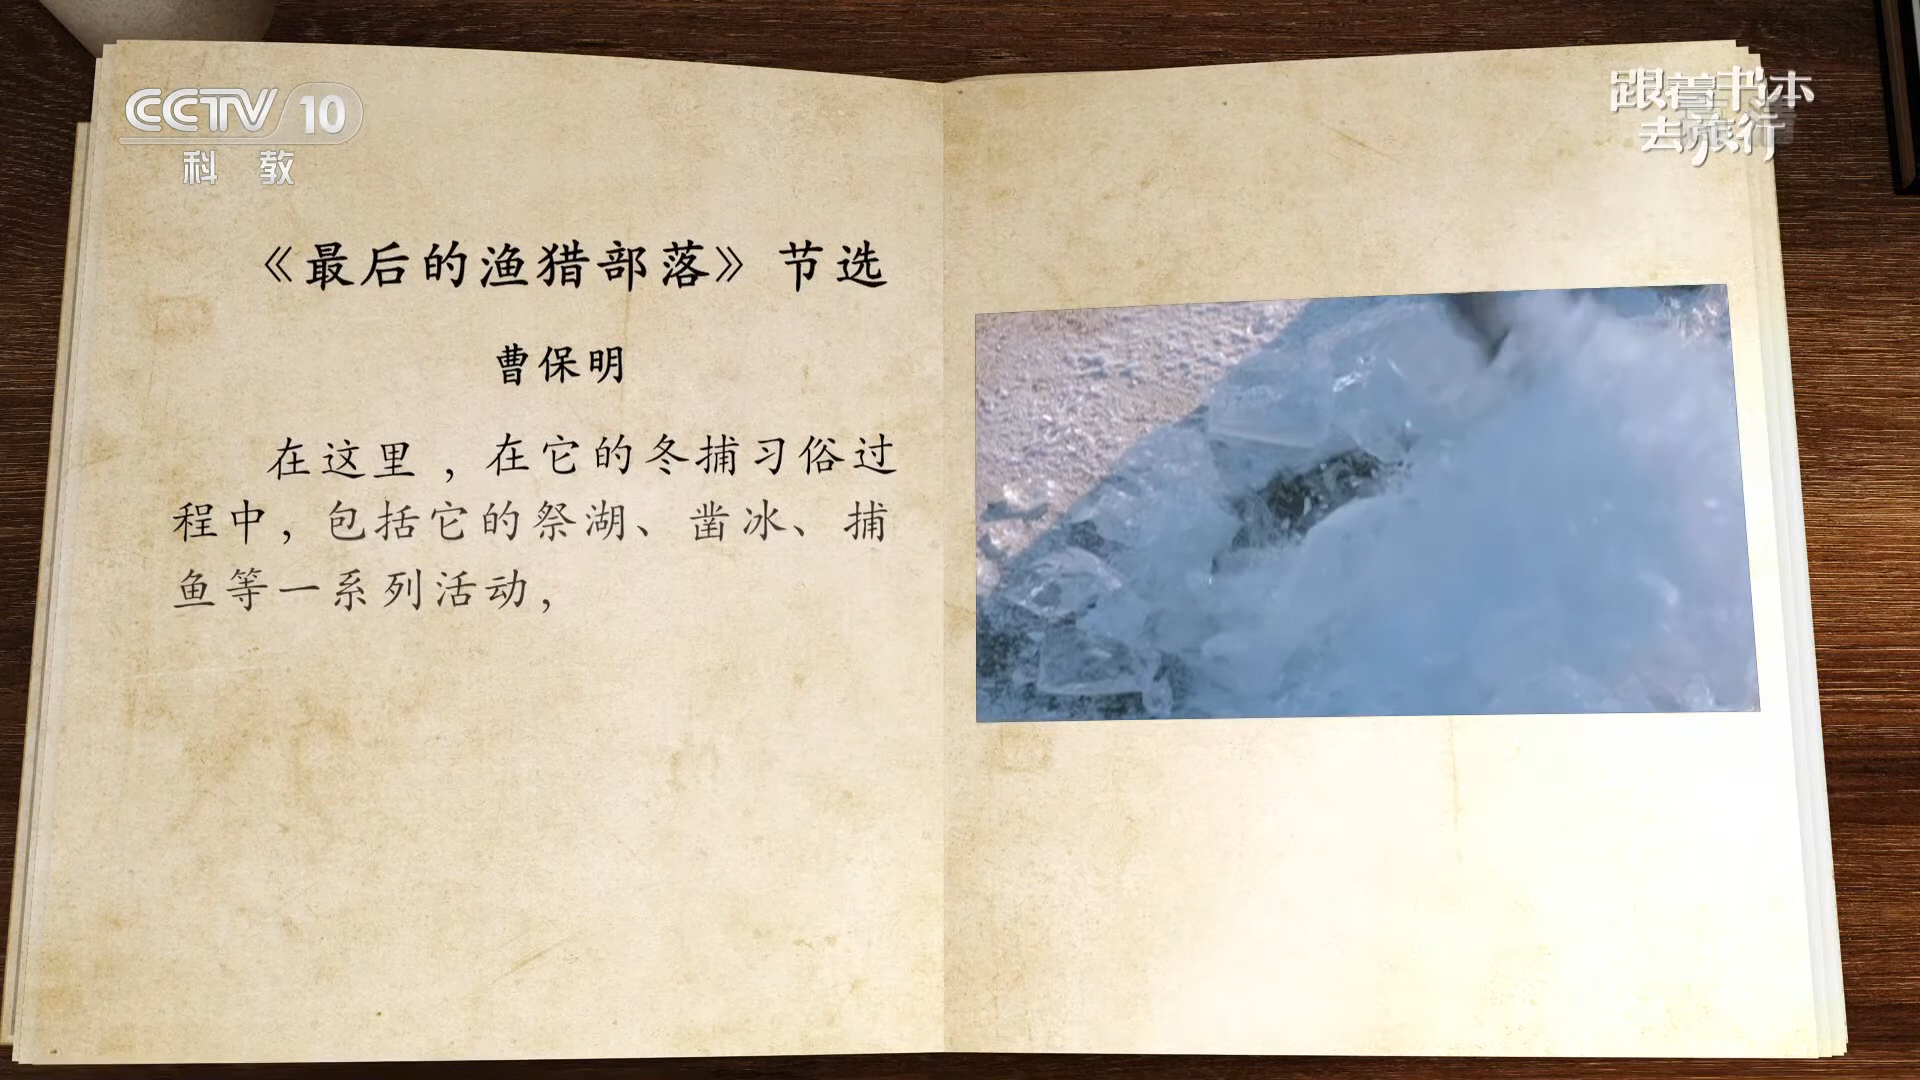 CCTV 10
科 教
跟着书本
去旅行
《最后的渔猎部落》节选
曹保明
在这里，在它的冬捕习俗过
程中，包括它的祭湖、凿冰、捕
鱼等一系列活动，